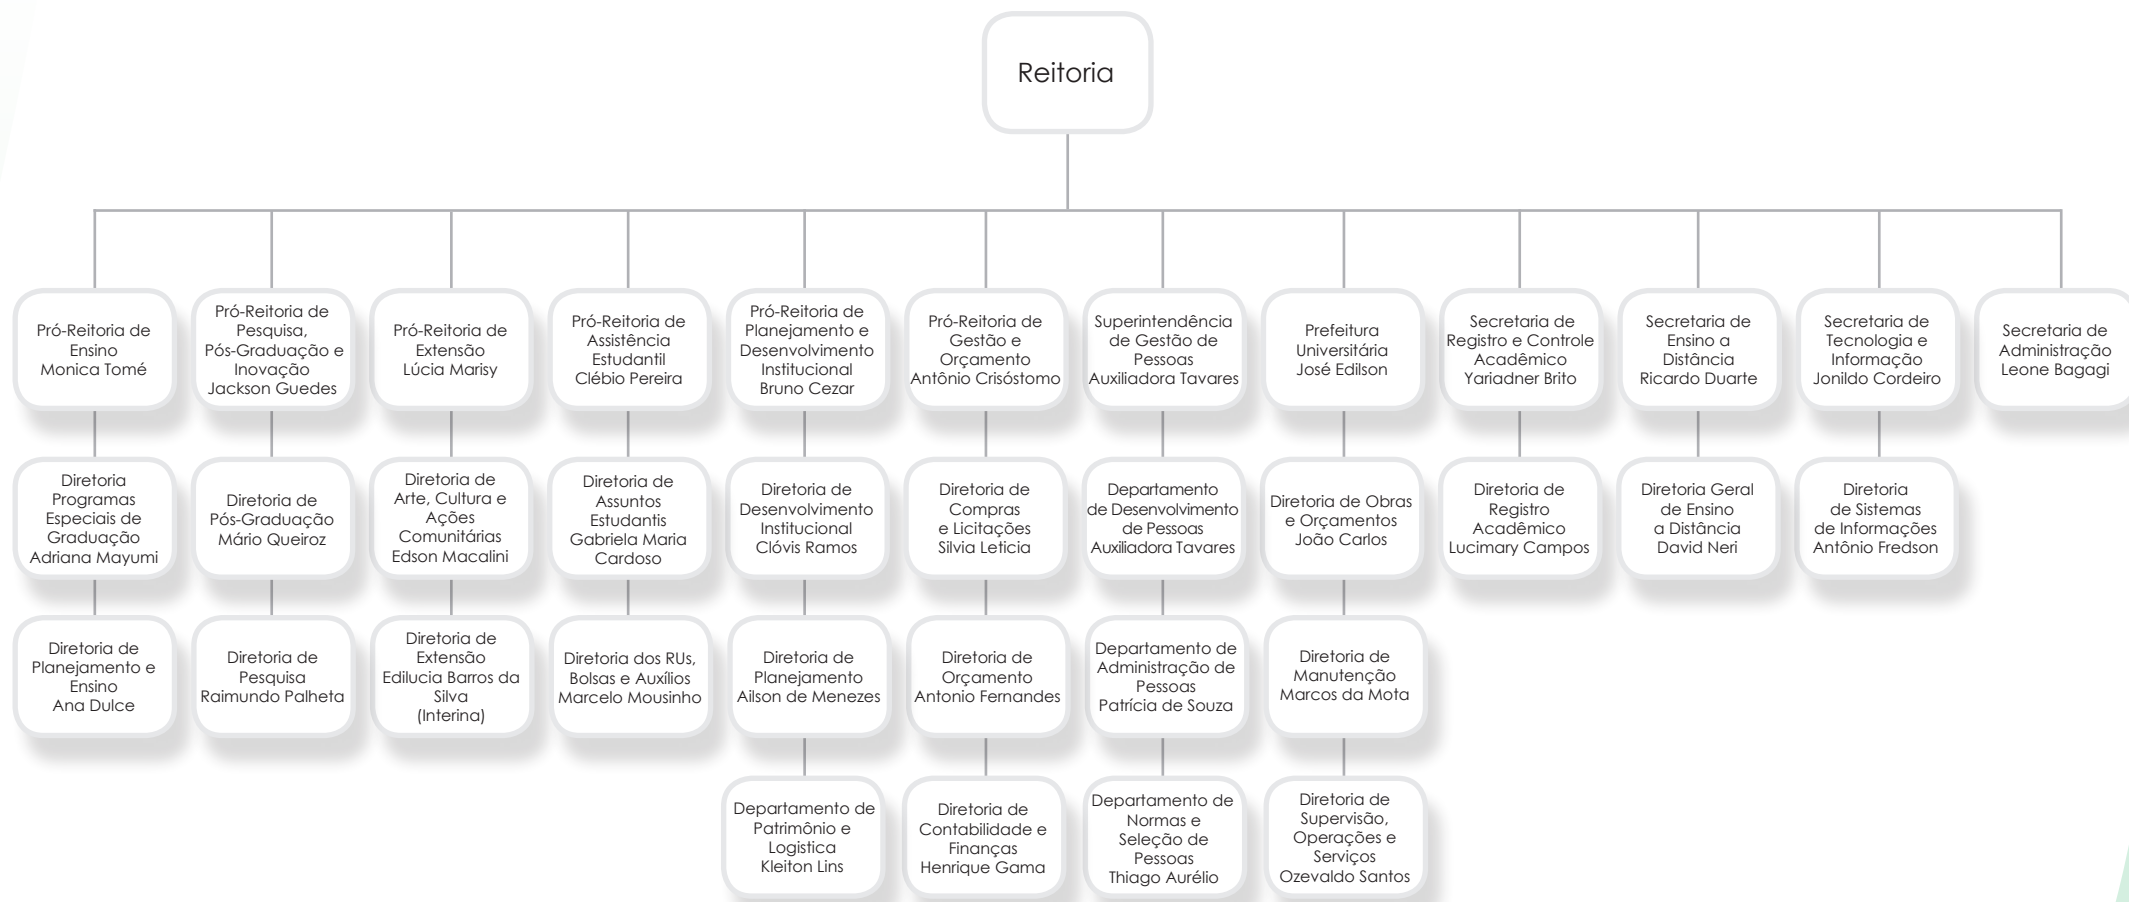 Reitoria
Pró-Reitoria de
Ensino
Monica Tomé
Pró-Reitoria de
Pesquisa,
Pós-Graduação e
Inovação
Jackson Guedes
Pró-Reitoria de
Extensão
Lúcia Marisy
Pró-Reitoria de
Assistência
Estudantil
Clébio Pereira
Pró-Reitoria de
Planejamento e
Desenvolvimento
Institucional
Bruno Cezar
Pró-Reitoria de
Gestão e
Orçamento
Antônio Crisóstomo
Superintendência
de Gestão de
Pessoas
Auxiliadora Tavares
Prefeitura
Universitária
José Edilson
Secretaria de
Registro e Controle
Acadêmico
Yariadner Brito
Secretaria de
Ensino a
Distância
Ricardo Duarte
Secretaria de
Tecnologia e
Informação
Jonildo Cordeiro
Secretaria de
Administração
Leone Bagagi
Diretoria
Programas
Especiais de
Graduação
Adriana Mayumi
Diretoria de
Pós-Graduação
Mário Queiroz
Diretoria de
Arte, Cultura e
Ações
Comunitárias
Edson Macalini
Diretoria de
Assuntos
Estudantis
Gabriela Maria
Cardoso
Diretoria de
Desenvolvimento
Institucional
Clóvis Ramos
Diretoria de
Compras
e Licitações
Silvia Leticia
Departamento
de Desenvolvimento
de Pessoas
Auxiliadora Tavares
Diretoria de Obras
e Orçamentos
João Carlos
Diretoria de
Registro
Acadêmico
Lucimary Campos
Diretoria Geral
de Ensino
a Distância
David Neri
Diretoria
de Sistemas
de Informações
Antônio Fredson
Diretoria de
Planejamento e
Ensino
Ana Dulce
Diretoria de
Pesquisa
Raimundo Palheta
Diretoria de
Extensão
Edilucia Barros da
Silva
(Interina)
Diretoria dos RUs,
Bolsas e Auxílios
Marcelo Mousinho
Diretoria de
Planejamento
Ailson de Menezes
Diretoria de
Orçamento
Antonio Fernandes
Departamento de
Administração de
Pessoas
Patrícia de Souza
Diretoria de
Manutenção
Marcos da Mota
Departamento de
Patrimônio e
Logistica
Kleiton Lins
Diretoria de
Contabilidade e
Finanças
Henrique Gama
Departamento de
Normas e
Seleção de
Pessoas
Thiago Aurélio
Diretoria de
Supervisão,
Operações e
Serviços
Ozevaldo Santos